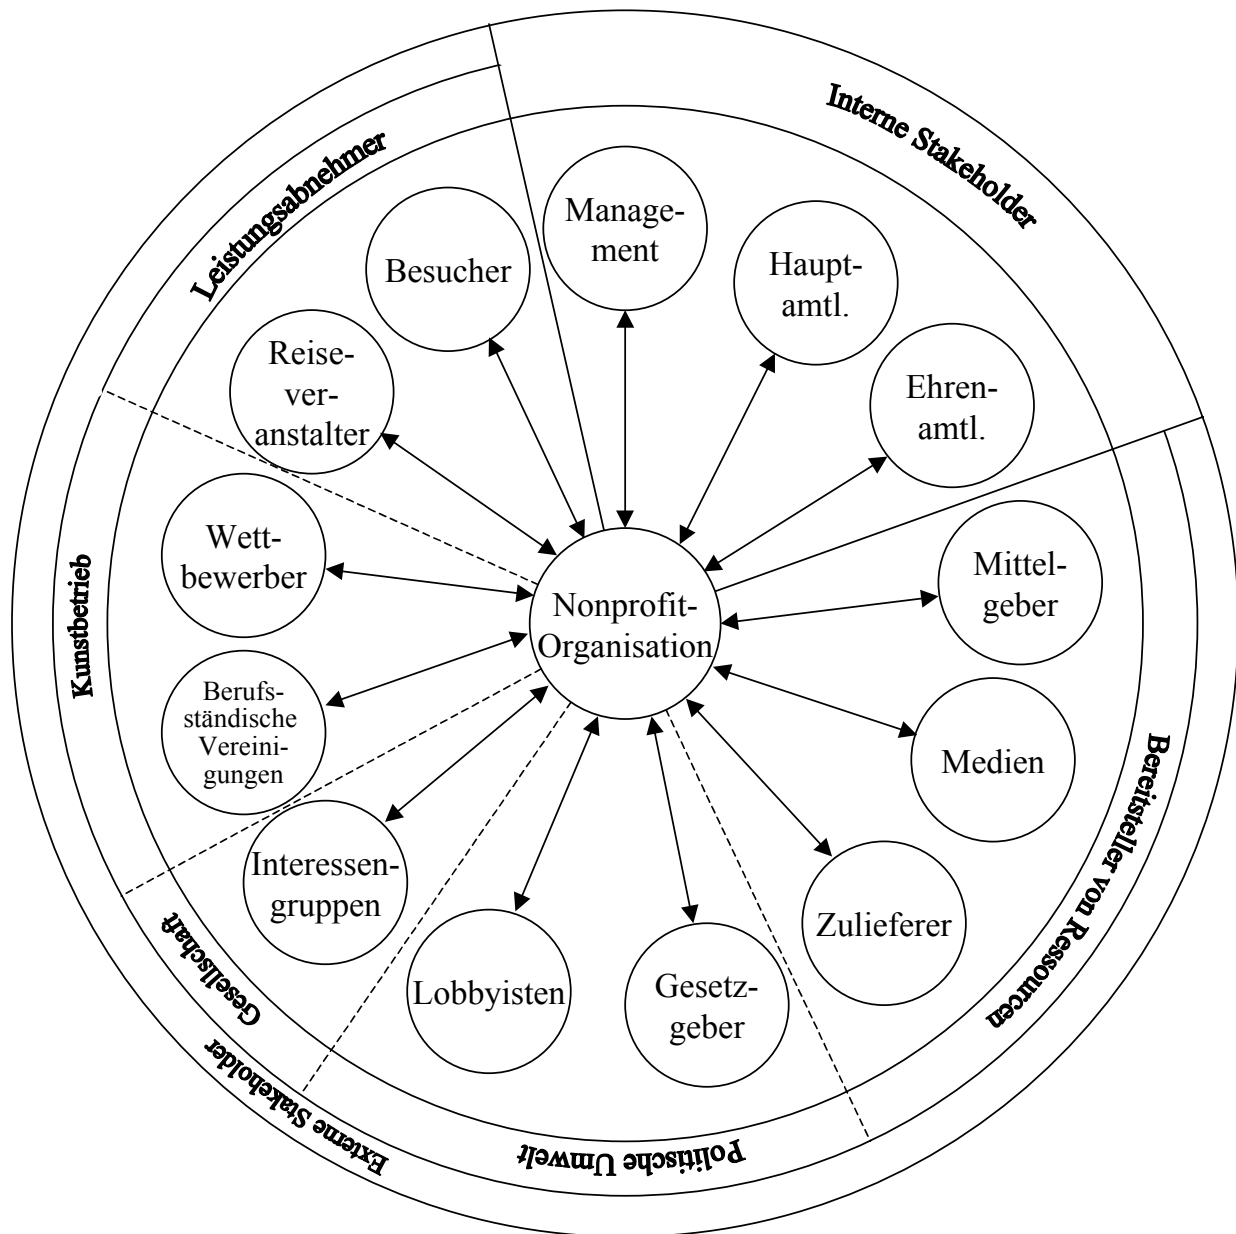 Interne Stakeholder
Leistungsabnehmer
Manage-
ment
Besucher
Haupt-
amtl.
Reise-
ver-
anstalter
Ehren-
amtl.
Wett-
bewerber
Mittel-
geber
Kunstbetrieb
Nonprofit-
Organisation
Berufs-
ständische
Vereini-
gungen
Medien
Bereitsteller von Ressourcen
Interessen-
gruppen
Zulieferer
Gesellschaft
Lobbyisten
Gesetz-
geber
Externe Stakeholder
Politische Umwelt